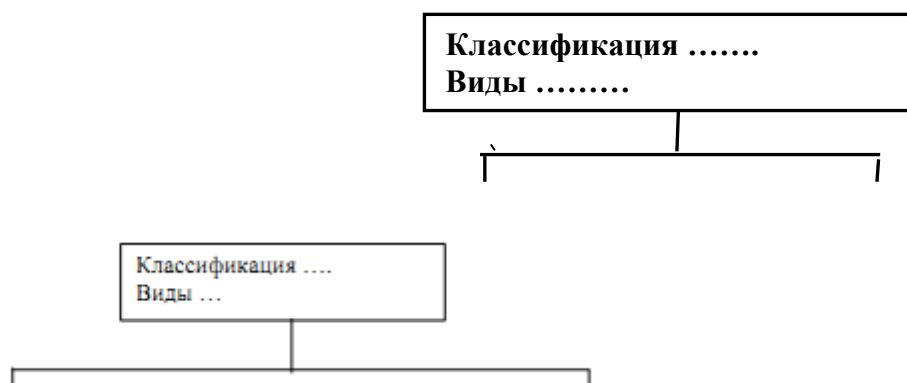 Классификация …….
Виды ………
Классификация ….
Виды …